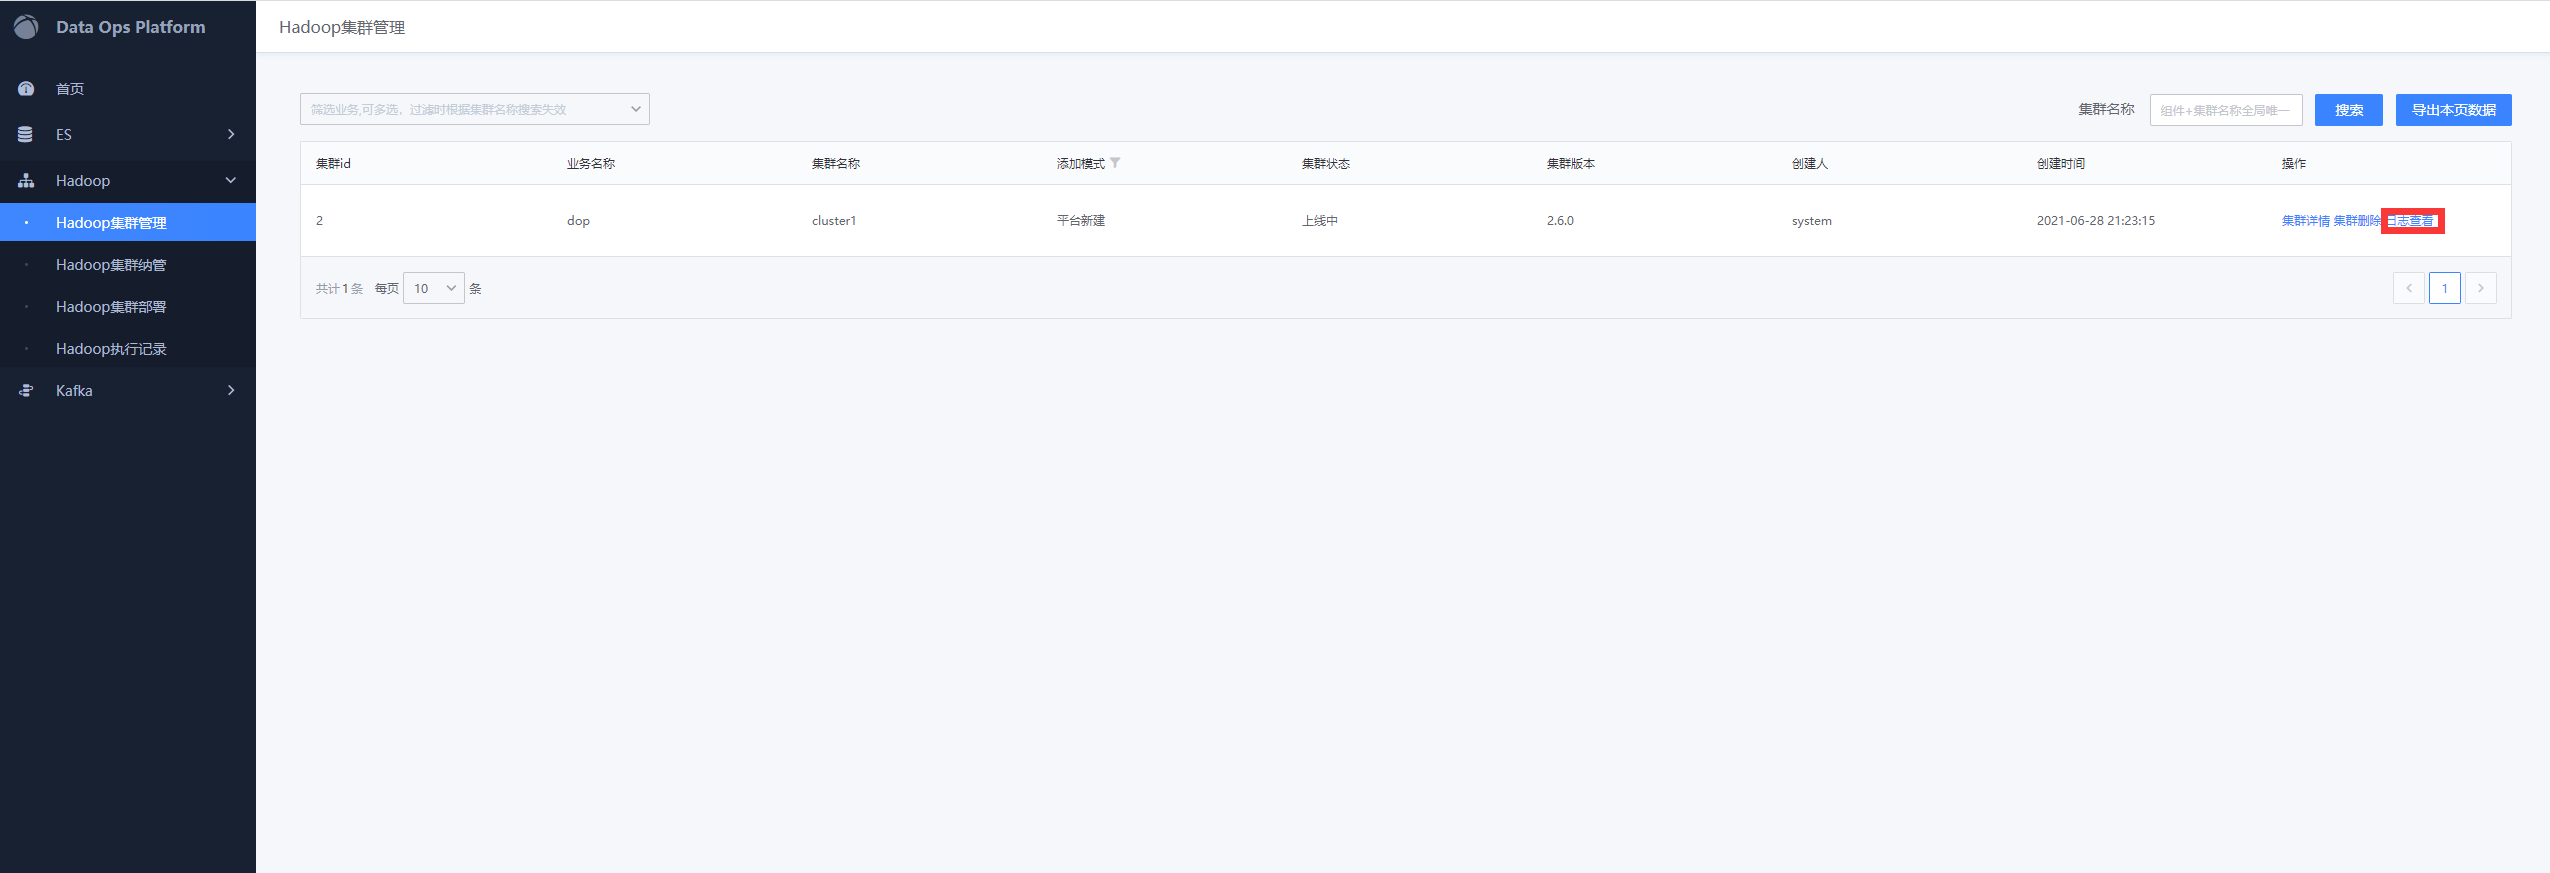 Data Ops Platform
Hadoop集群管理
首页
ES
Hadoop
Hadoop集群管理
Hadoop集群纳管
Hadoop集群部署
Hadoop执行记录
Kafka
筛选业务,可多选，过滤时根据集群名称搜索失效
集群名称 组件+集群名称全局唯一 搜索 导出本页数据
集群id 业务名称 集群名称 添加模式 集群状态 集群版本 创建人 创建时间 操作
2 dop cluster1 平台新建 上线中 2.6.0 system 2021-06-28 21:23:15 集群详情 集群删除 日志查看
共计1条 每页 10 条
1